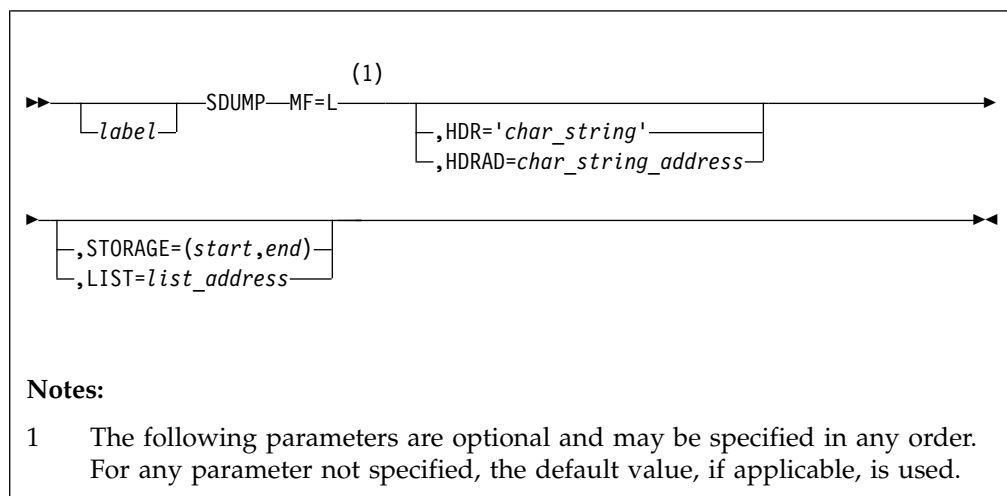 (1)
SDUMP MF=L
label
,HDR='char_string'
,HDRAD=char_string_address
,STORAGE=(start,end)
,LIST=list_address
Notes:
1 The following parameters are optional and may be specified in any order.
For any parameter not specified, the default value, if applicable, is used.